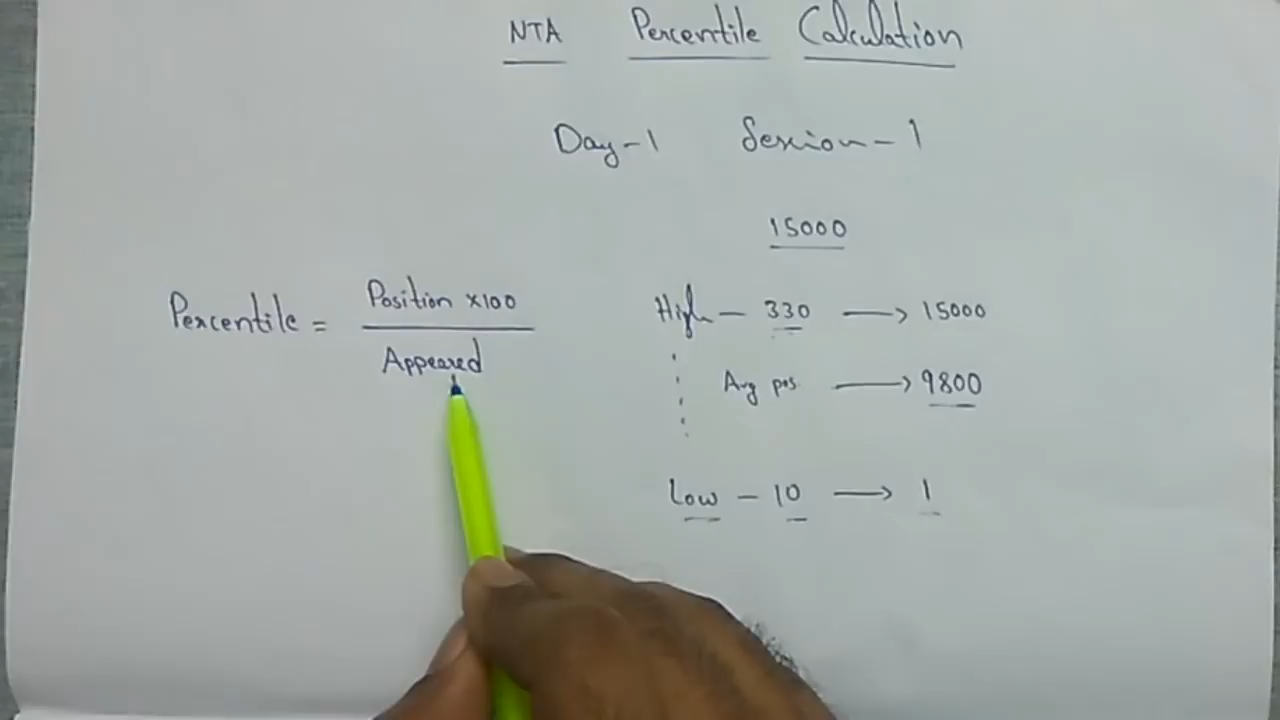 NTA Percentile Calculation
Day-1 Session-1
15000
Percentile = Position x100
Appeared
High - 330 → 15000
Avg pos → 9800
Low - 10 → 1